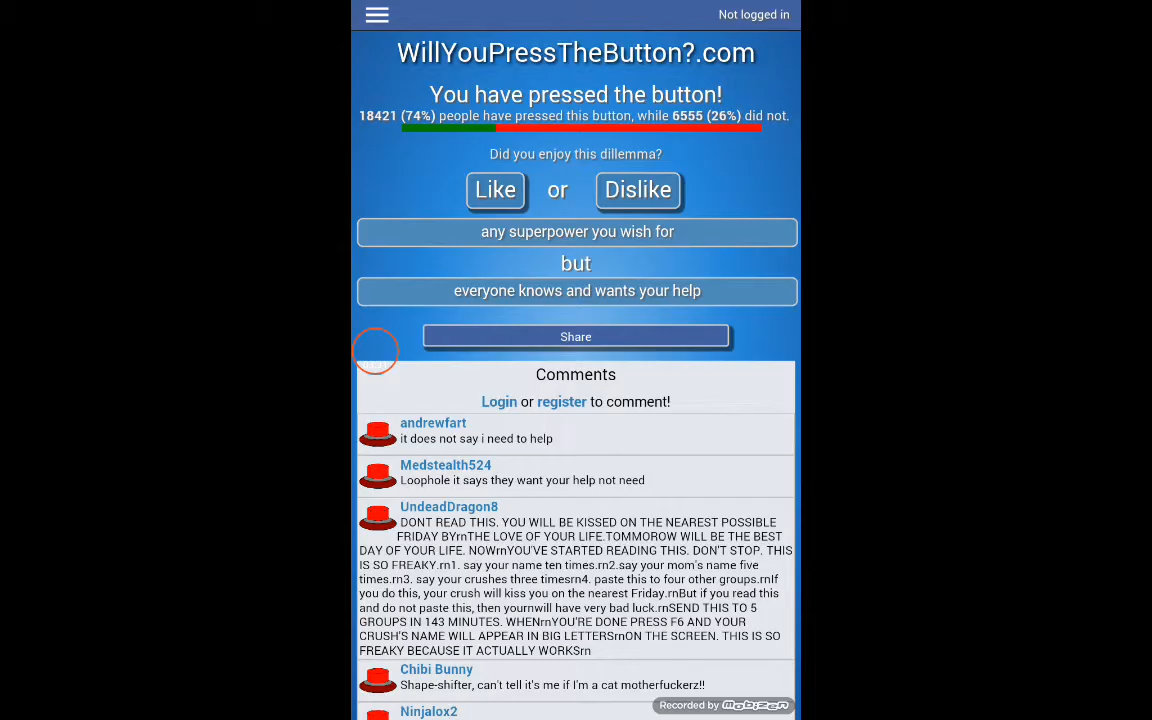 Not logged in
WillYouPressTheButton?.com
You have pressed the button!
18421 (74%) people have pressed this button, while 6555 (26%) did not.
Did you enjoy this dillemma?
Like or Dislike
any superpower you wish for
but
everyone knows and wants your help
Share
Comments
Login or register to comment!
andrewfart
it does not say i need to help
Medstealth524
Loophole it says they want your help not need
UndeadDragon8
DONT READ THIS. YOU WILL BE KISSED ON THE NEAREST POSSIBLE
FRIDAY BYrnTHE LOVE OF YOUR LIFE.TOMMOROW WILL BE THE BEST
DAY OF YOUR LIFE. NOWrnYOU'VE STARTED READING THIS. DON'T STOP. THIS
IS SO FREAKY.rn1. say your name ten times.rn2.say your mom's name five
times.rn3. say your crushes three timesrn4. paste this to four other groups.rnIf
you do this, your crush will kiss you on the nearest Friday.rnBut if you read this
and do not paste this, then yournwill have very bad luck.rnSEND THIS TO 5
GROUPS IN 143 MINUTES. WHENrnYOU'RE DONE PRESS F6 AND YOUR
CRUSH'S NAME WILL APPEAR IN BIG LETTERSrnON THE SCREEN. THIS IS SO
FREAKY BECAUSE IT ACTUALLY WORKSrn
Chibi Bunny
Shape-shifter, can't tell it's me if I'm a cat motherfuckerz!!
Ninjalox2
Recorded by mobizen